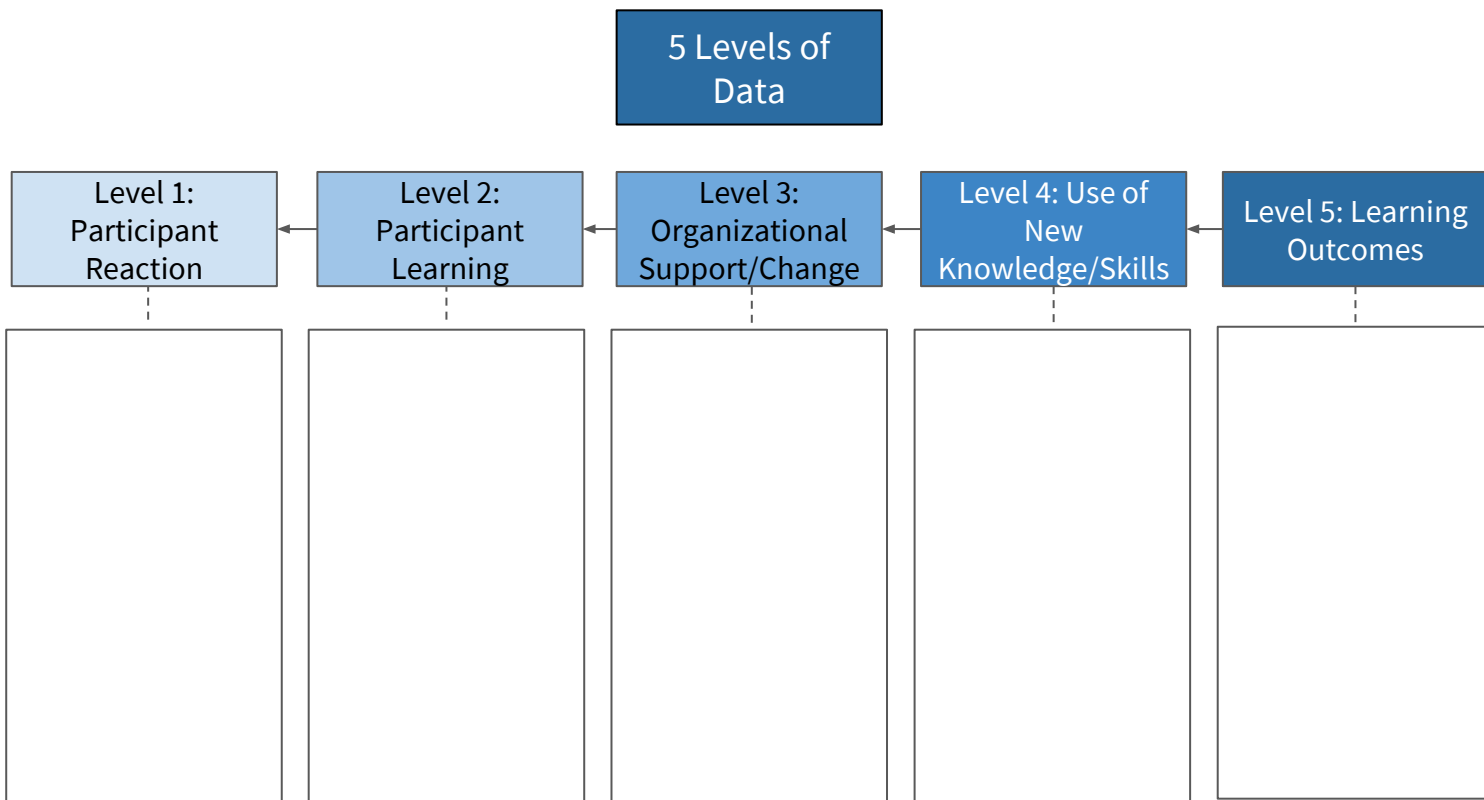 5 Levels of
Data
Level 1:
Participant
Reaction
Level 2:
Participant
Learning
Level 3:
Organizational
Support/Change
Level 4: Use of
New
Knowledge/Skills
Level 5: Learning
Outcomes